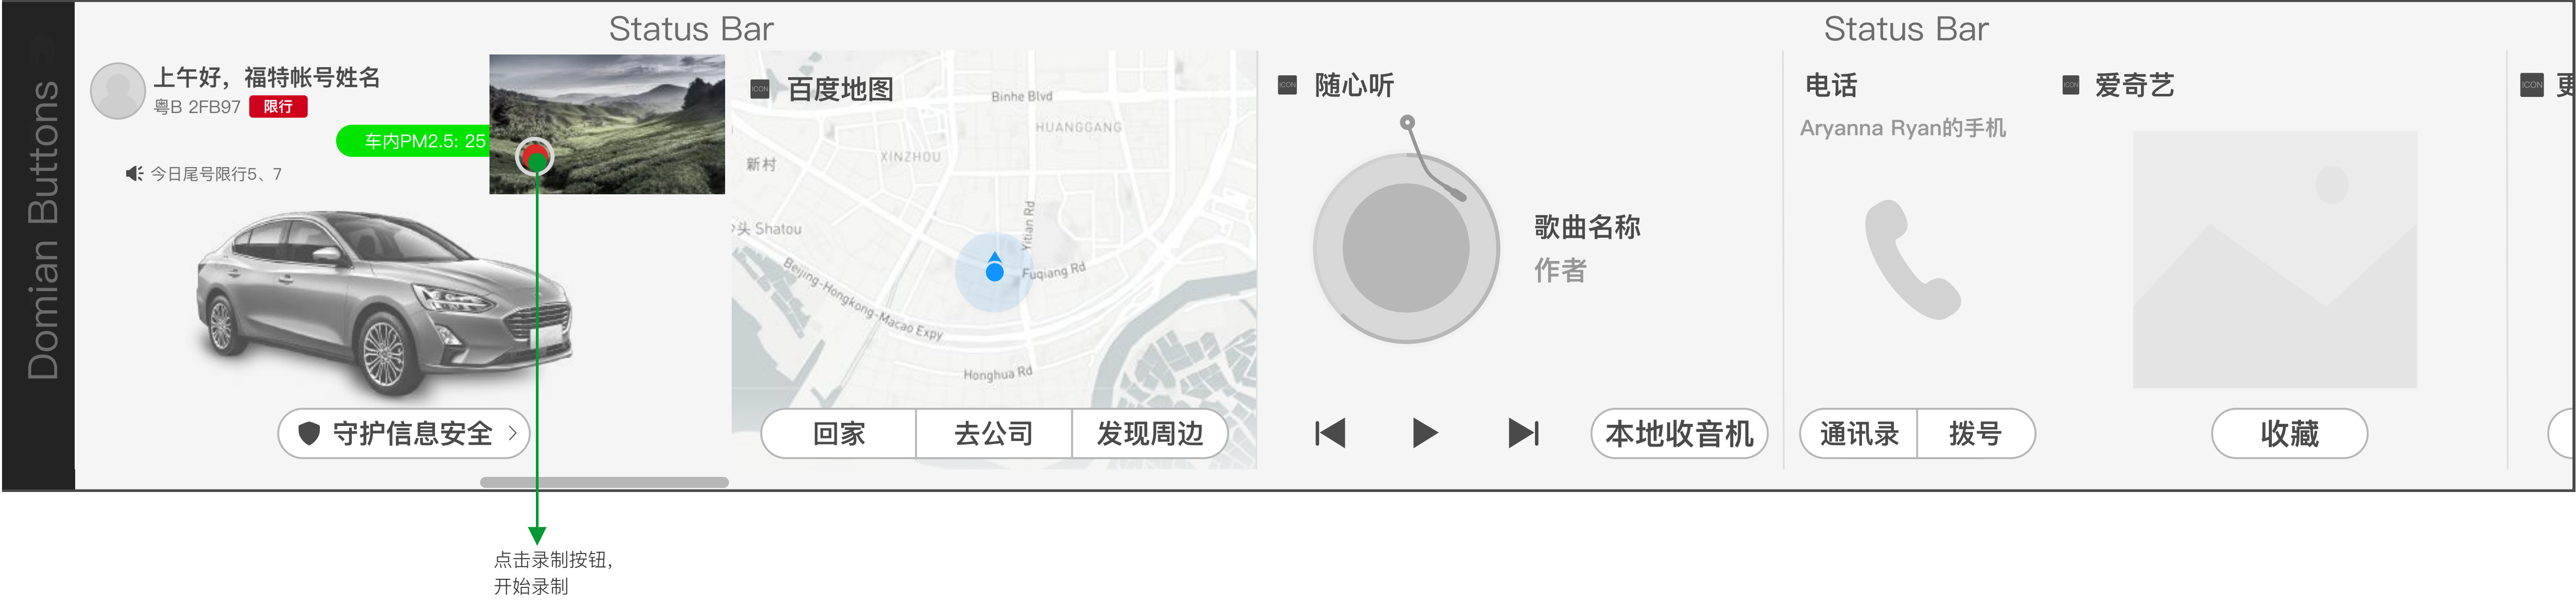 Status Bar
Status Bar
Domian Buttons
上午好，福特帐号姓名
粤B 2FB97
限行
车内PM2.5: 25
今日尾号限行5、7
守护信息安全
ICON
百度地图
Binhe Blvd
HUANGGANG
XINZHOU
新村
头 Shatou
Yitian Rd
Fuqiang Rd
Beijing-Hongkong-Macao Expy
Honghua Rd
回家
去公司
发现周边
ICON
随心听
歌曲名称
作者
本地收音机
电话
Aryanna Ryan的手机
通讯录
拨号
ICON
爱奇艺
收藏
ICON
点击录制按钮，
开始录制